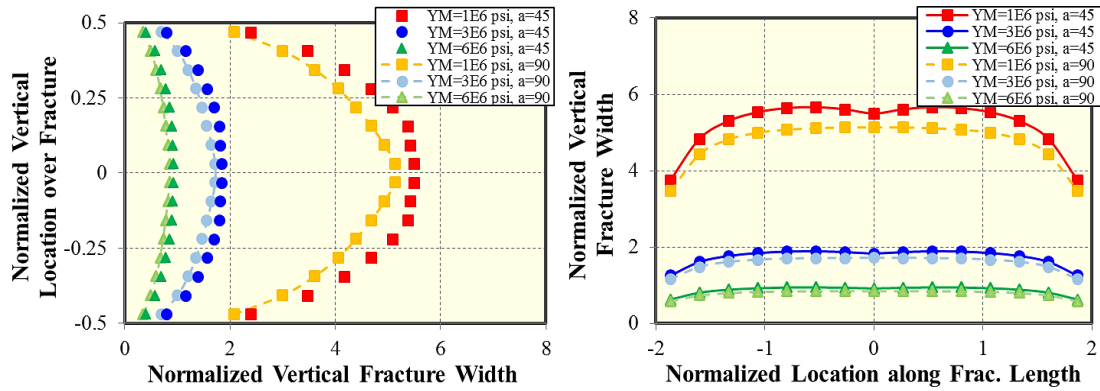 Normalized Vertical
Location over Fracture
0.5
0.25
0
-0.25
-0.5
0
2
4
6
8
Normalized Vertical Fracture Width
YM=1E6 psi, a=45
YM=3E6 psi, a=45
YM=6E6 psi, a=45
YM=1E6 psi, a=90
YM=3E6 psi, a=90
YM=6E6 psi, a=90
Normalized Vertical
Fracture Width
8
6
4
2
0
-2
-1
0
1
2
Normalized Location along Frac. Length
YM=1E6 psi, a=45
YM=3E6 psi, a=45
YM=6E6 psi, a=45
YM=1E6 psi, a=90
YM=3E6 psi, a=90
YM=6E6 psi, a=90